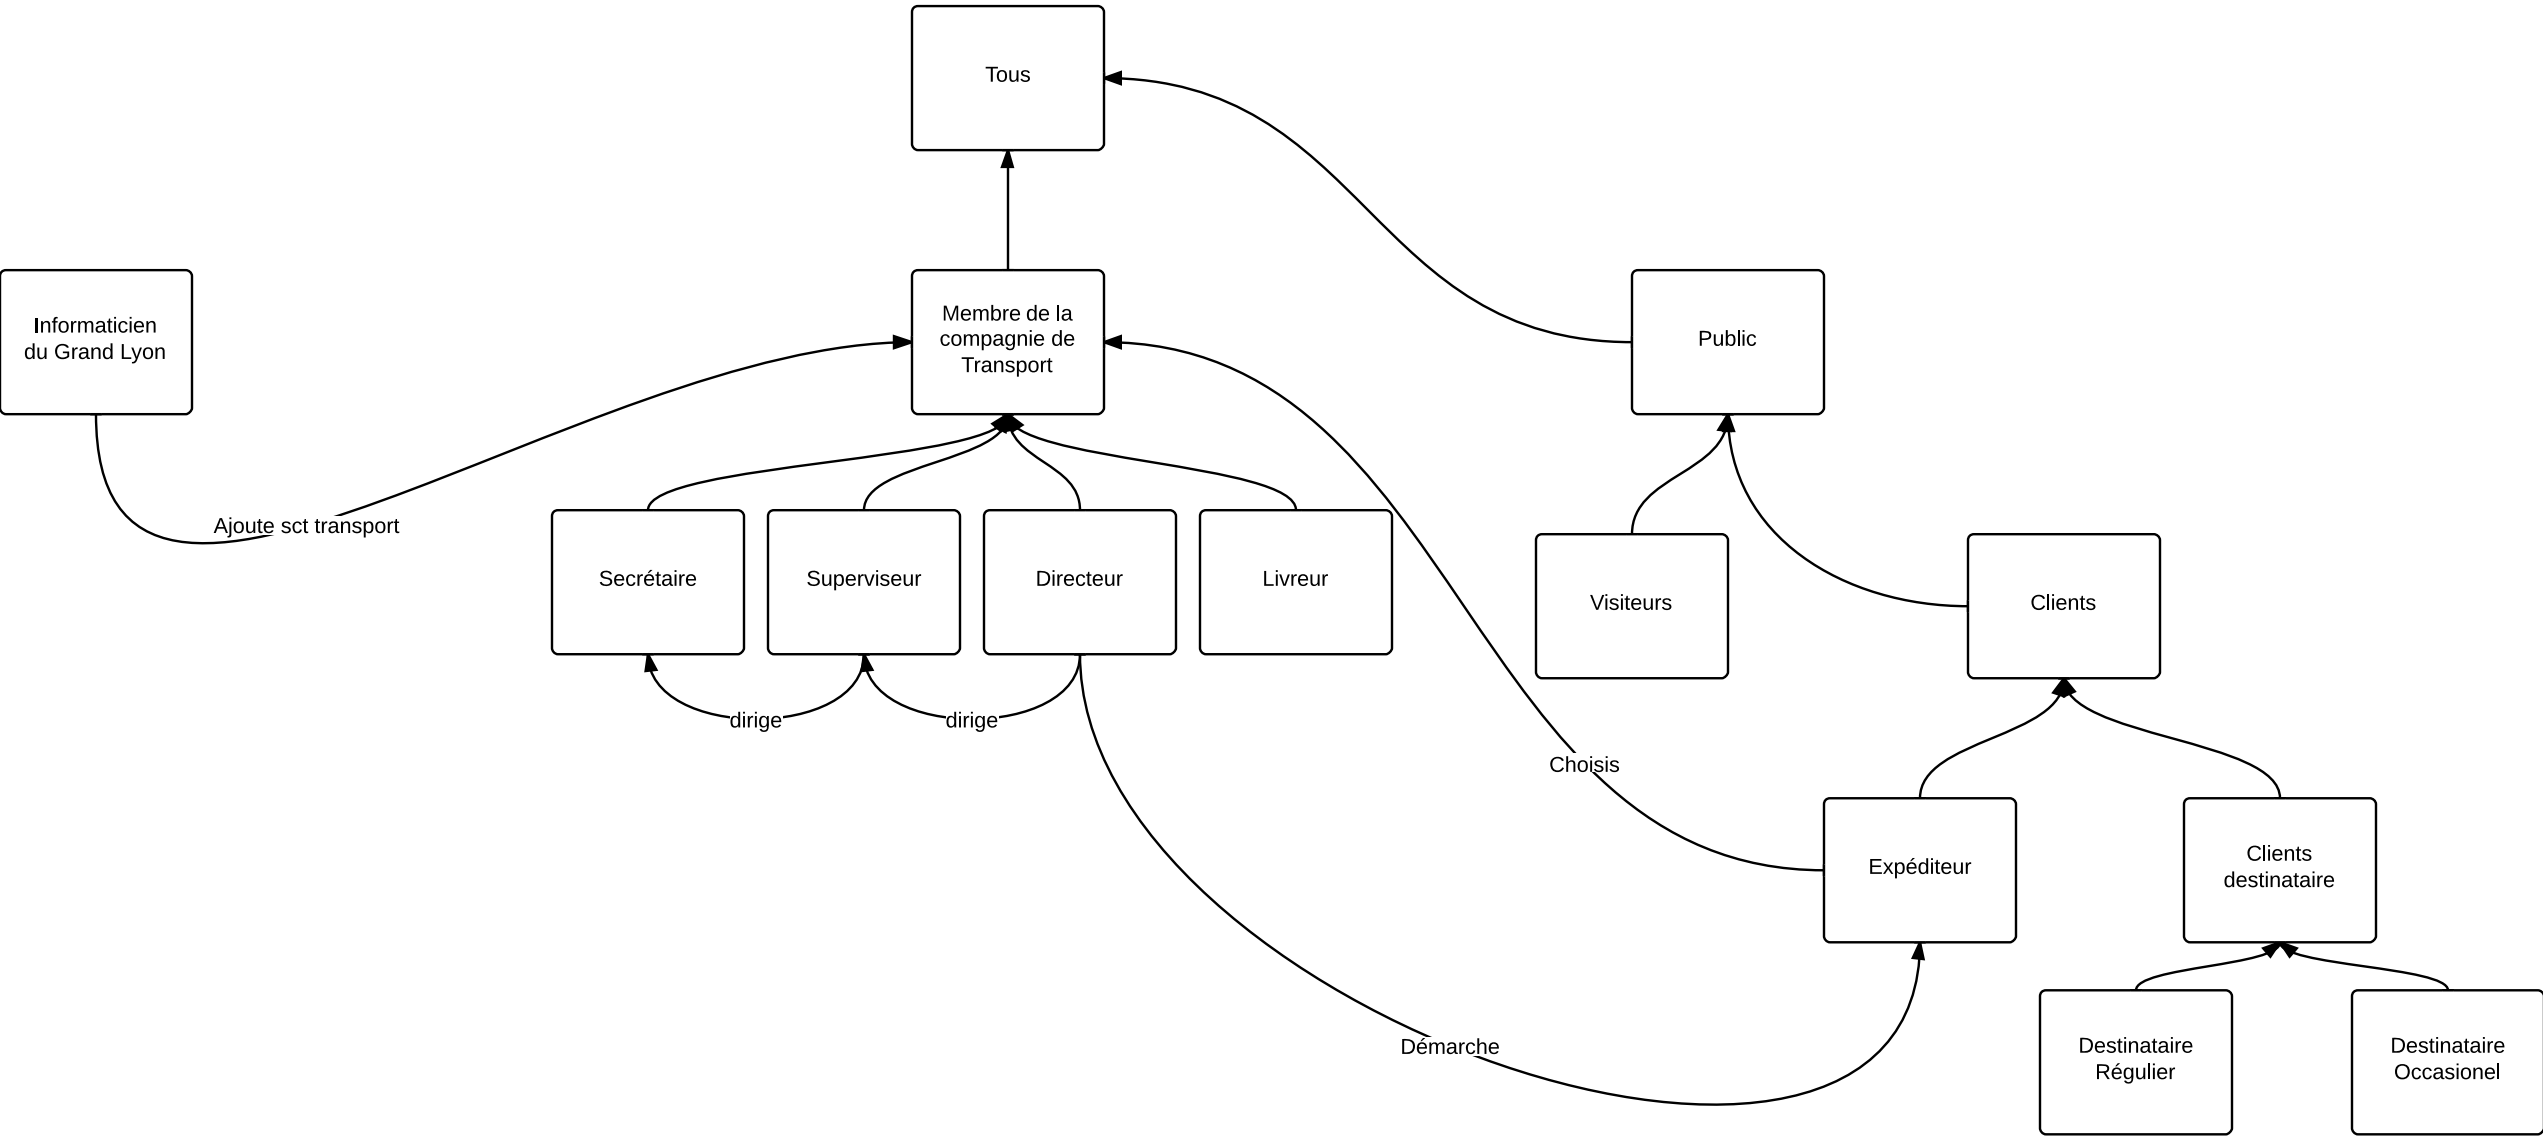 Tous
Informaticien
du Grand Lyon
Membre de la
compagnie de
Transport
Public
Ajoute sct transport
Secrétaire
Superviseur
Directeur
Livreur
Visiteurs
Clients
dirige
dirige
Choisis
Expéditeur
Clients
destinataire
Démarche
Destinataire
Régulier
Destinataire
Occasionel